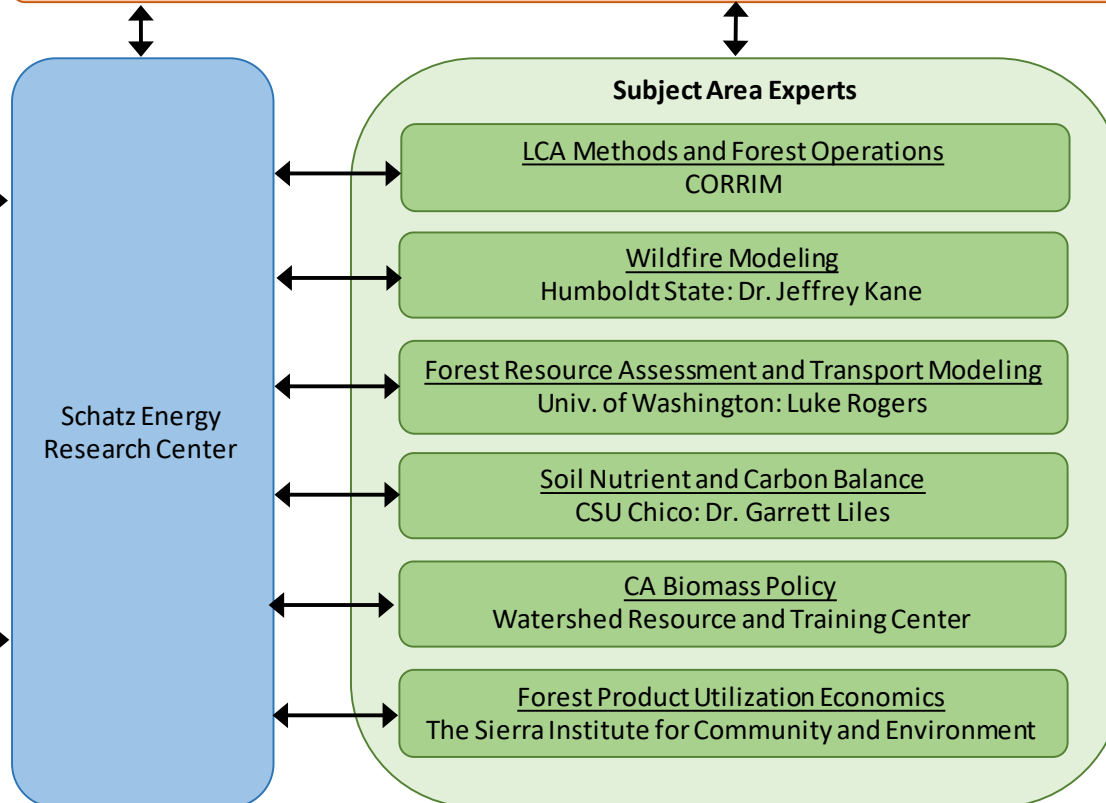 Schatz Energy
Research Center
Subject Area Experts
LCA Methods and Forest Operations
CORRIM
Wildfire Modeling
Humboldt State: Dr. Jeffrey Kane
Forest Resource Assessment and Transport Modeling
Univ. of Washington: Luke Rogers
Soil Nutrient and Carbon Balance
CSU Chico: Dr. Garrett Liles
CA Biomass Policy
Watershed Resource and Training Center
Forest Product Utilization Economics
The Sierra Institute for Community and Environment